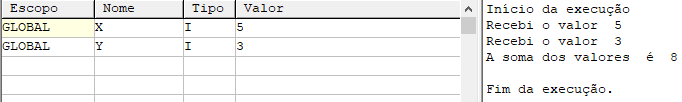 Escopo Nome Tipo Valor
GLOBAL X I 5
GLOBAL Y I 3
Início da execução
Recebi o valor  5
Recebi o valor  3
A soma dos valores  é  8
Fim da execução.